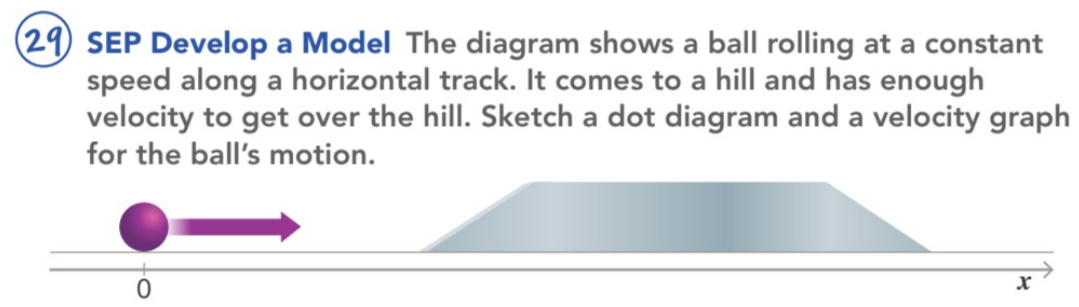 29 SEP Develop a Model The diagram shows a ball rolling at a constant
speed along a horizontal track. It comes to a hill and has enough
velocity to get over the hill. Sketch a dot diagram and a velocity graph
for the ball’s motion.
0
x